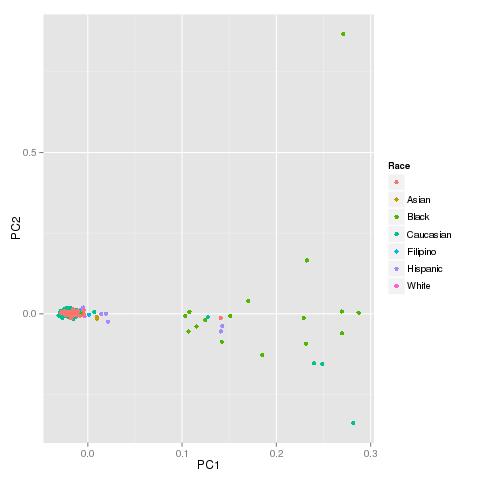 PC2
0.5
0.0
0.0 0.1 0.2 0.3
PC1
Race
Asian
Black
Caucasian
Filipino
Hispanic
White